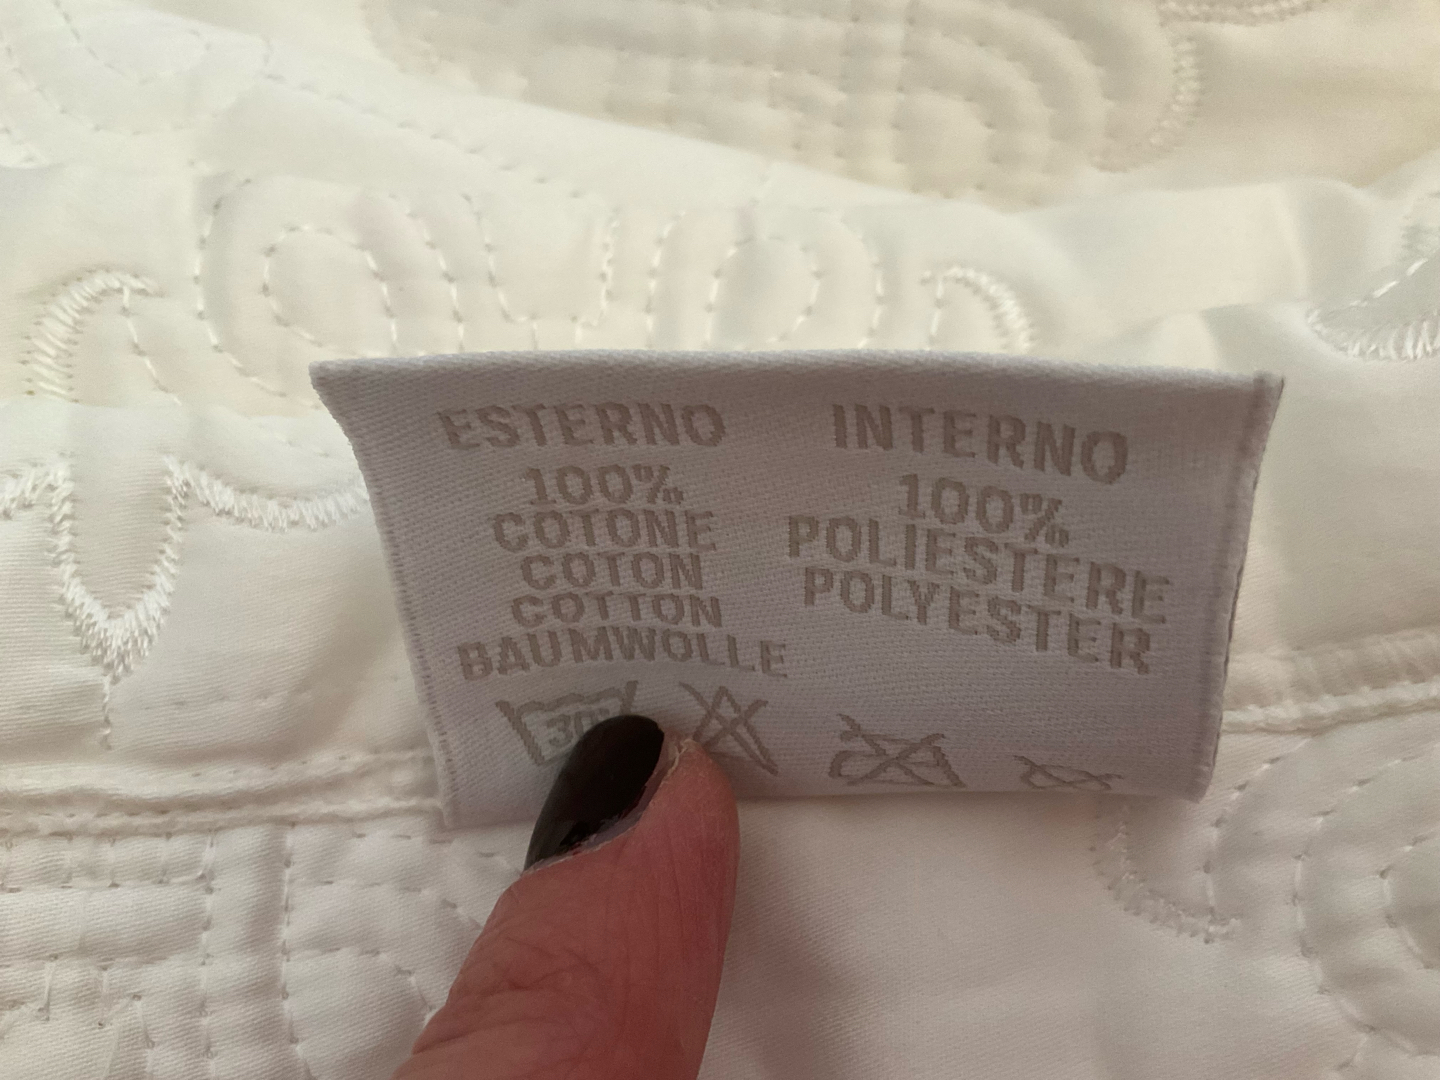 ESTERNO
100%
COTONE
COTON
COTTON
BAUMWOLLE
INTERNO
100%
POLIESTERE
POLYESTER
30